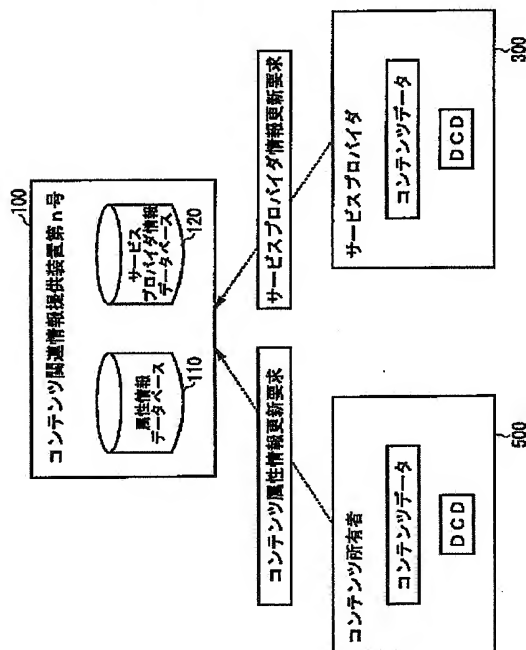 100
コンテンツ関連情報提供装置第n号
属性情報
データベース
110
サービス
プロバイダ情報
データベース
120
コンテンツ属性情報更新要求
サービスプロバイダ情報更新要求
コンテンツ所有者
コンテンツデータ
DCD
500
サービスプロバイダ
コンテンツデータ
DCD
300